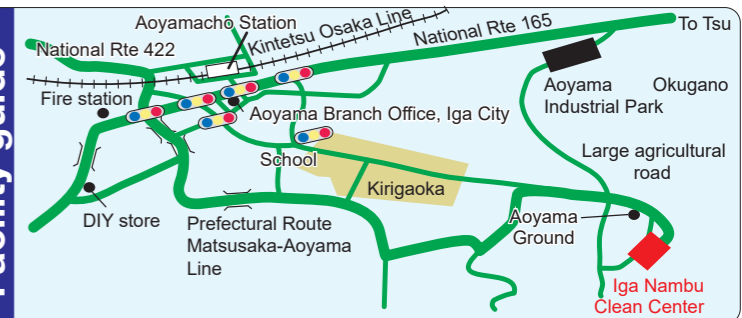 Facility guide
Aoyamacho Station
Kintetsu Osaka Line
National Rte 165
To Tsu
National Rte 422
Fire station
Aoyama Branch Office, Iga City
Aoyama
Industrial Park
Okugano
School
Large agricultural
road
Kirigaoka
DIY store
Prefectural Route
Matsusaka-Aoyama
Line
Aoyama
Ground
Iga Nambu
Clean Center